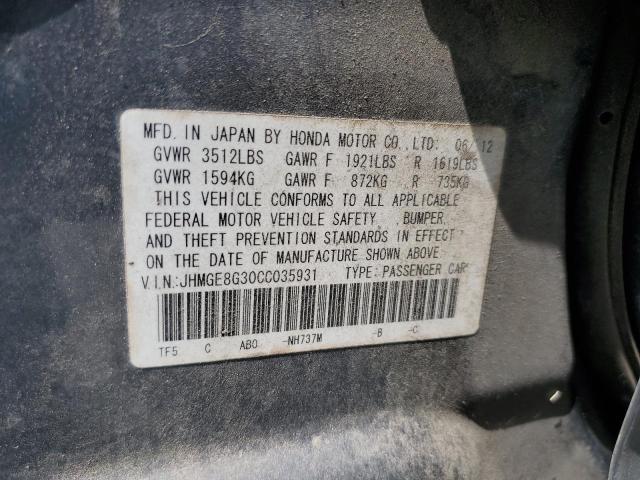 MFD. IN JAPAN BY HONDA MOTOR CO., LTD. 06/12
GVWR 3512LBS GAWR F 1921LBS R 1619LBS
GVWR 1594KG GAWR F 872KG R 735KG
THIS VEHICLE CONFORMS TO ALL APPLICABLE
FEDERAL MOTOR VEHICLE SAFETY, BUMPER,
AND THEFT PREVENTION STANDARDS IN EFFECT
ON THE DATE OF MANUFACTURE SHOWN ABOVE.
V.I.N.:JHMGE8G30CC035931 TYPE:PASSENGER CAR
TF5 C AB0 -NH737M -B -C